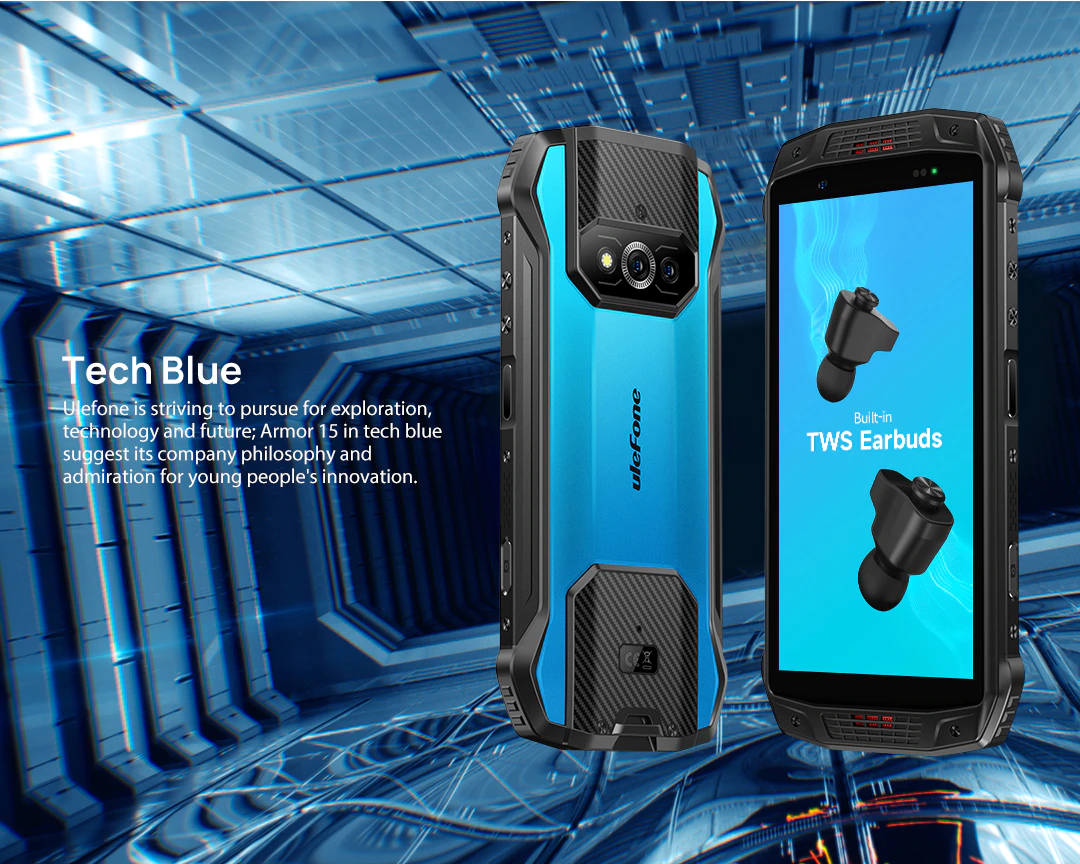 Tech Blue
Ulefone is striving to pursue for exploration,
technology and future; Armor 15 in tech blue
suggest its company philosophy and
admiration for young people's innovation.
ulefone
CE
Built-in
TWS Earbuds